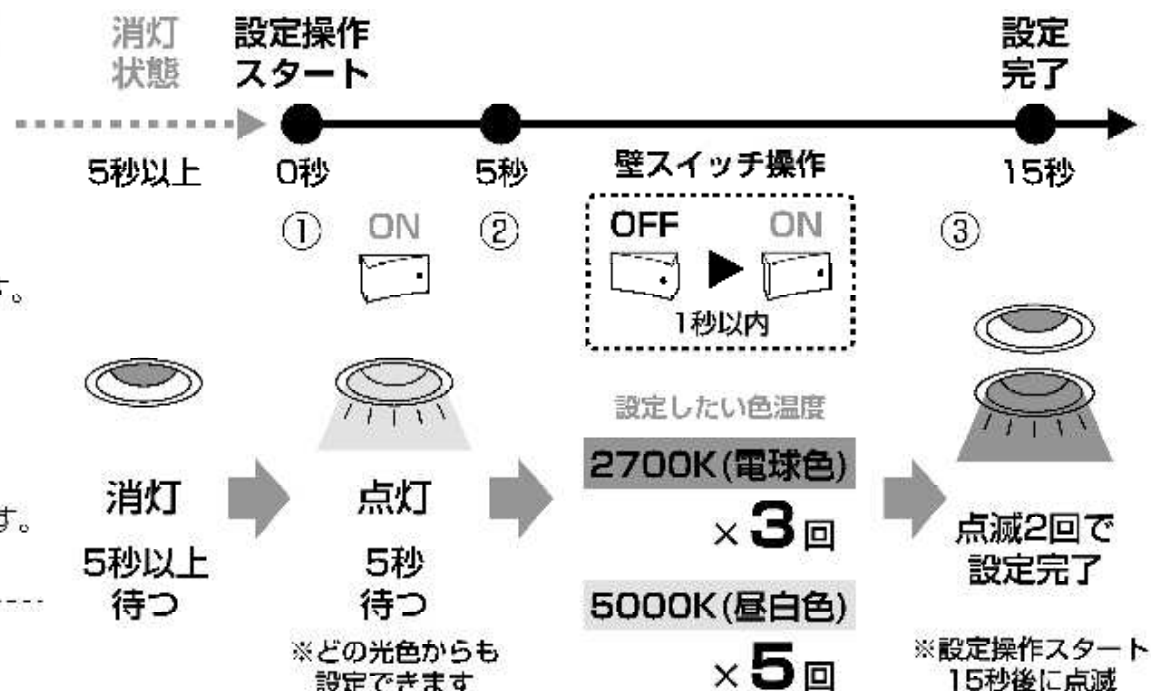 消灯
状態
設定操作
スタート
設定
完了
5秒以上
0秒
5秒
壁スイッチ操作
15秒
①
ON
②
OFF
ON
③
1秒以内
す。
設定したい色温度
2700K(電球色)
×3回
消灯
点灯
す。
5秒以上
待つ
5秒
待つ
点滅2回で
設定完了
5000K(昼白色)
×5回
※どの光色からも
設定できます
※設定操作スタート
15秒後に点滅